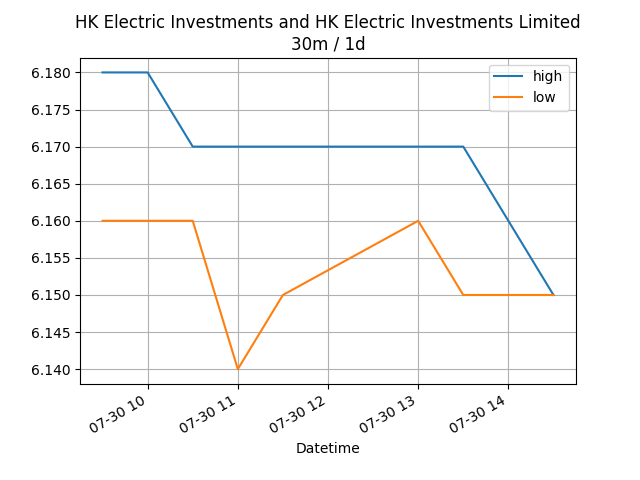 HK Electric Investments and HK Electric Investments Limited
30m / 1d
high
low
6.180
6.175
6.170
6.165
6.160
6.155
6.150
6.145
6.140
07-30 10
07-30 11
07-30 12
07-30 13
07-30 14
Datetime